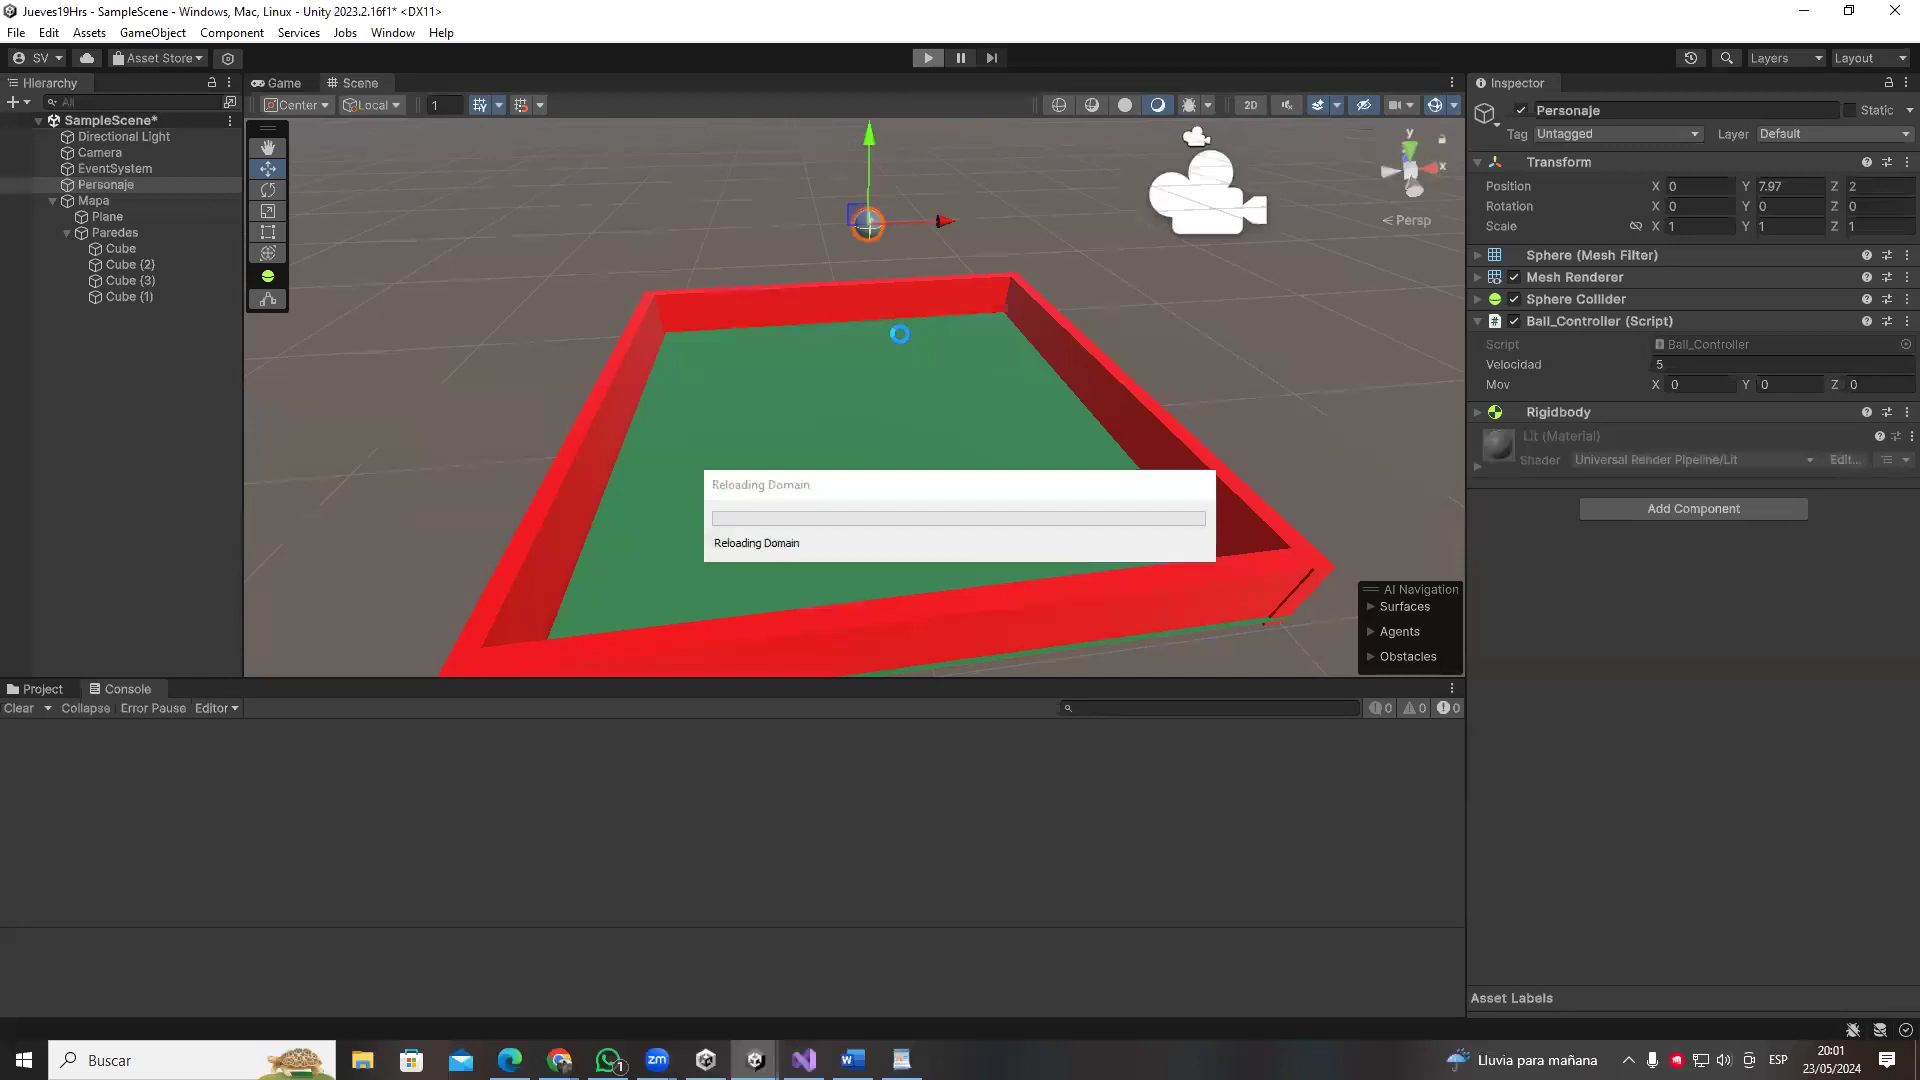 Jueves19Hrs - SampleScene - Windows, Mac, Linux - Unity 2023.2.16f1* <DX11>
File Edit Assets GameObject Component Services Jobs Window Help
SV Asset Store Layers Layout
Hierarchy Game Scene Inspector
All Center Local 1 2D
SampleScene*
Directional Light
Camera
EventSystem
Personaje
Mapa
Plane
Paredes
Cube
Cube (2)
Cube (3)
Cube (1)
y
x
Persp
Reloading Domain
Reloading Domain
AI Navigation
Surfaces
Agents
Obstacles
Personaje Static
Tag Untagged Layer Default
Transform
Position X 0 Y 7.97 Z 2
Rotation X 0 Y 0 Z 0
Scale X 1 Y 1 Z 1
Sphere (Mesh Filter)
Mesh Renderer
Sphere Collider
# Ball_Controller (Script)
Script Ball_Controller
Velocidad 5
Mov X 0 Y 0 Z 0
Rigidbody
Lit (Material)
Shader Universal Render Pipeline/Lit Edit...
Add Component
Asset Labels
Project Console
Clear Collapse Error Pause Editor 0 0 0
Buscar 1 zm W Lluvia para mañana ESP 20:01
23/05/2024